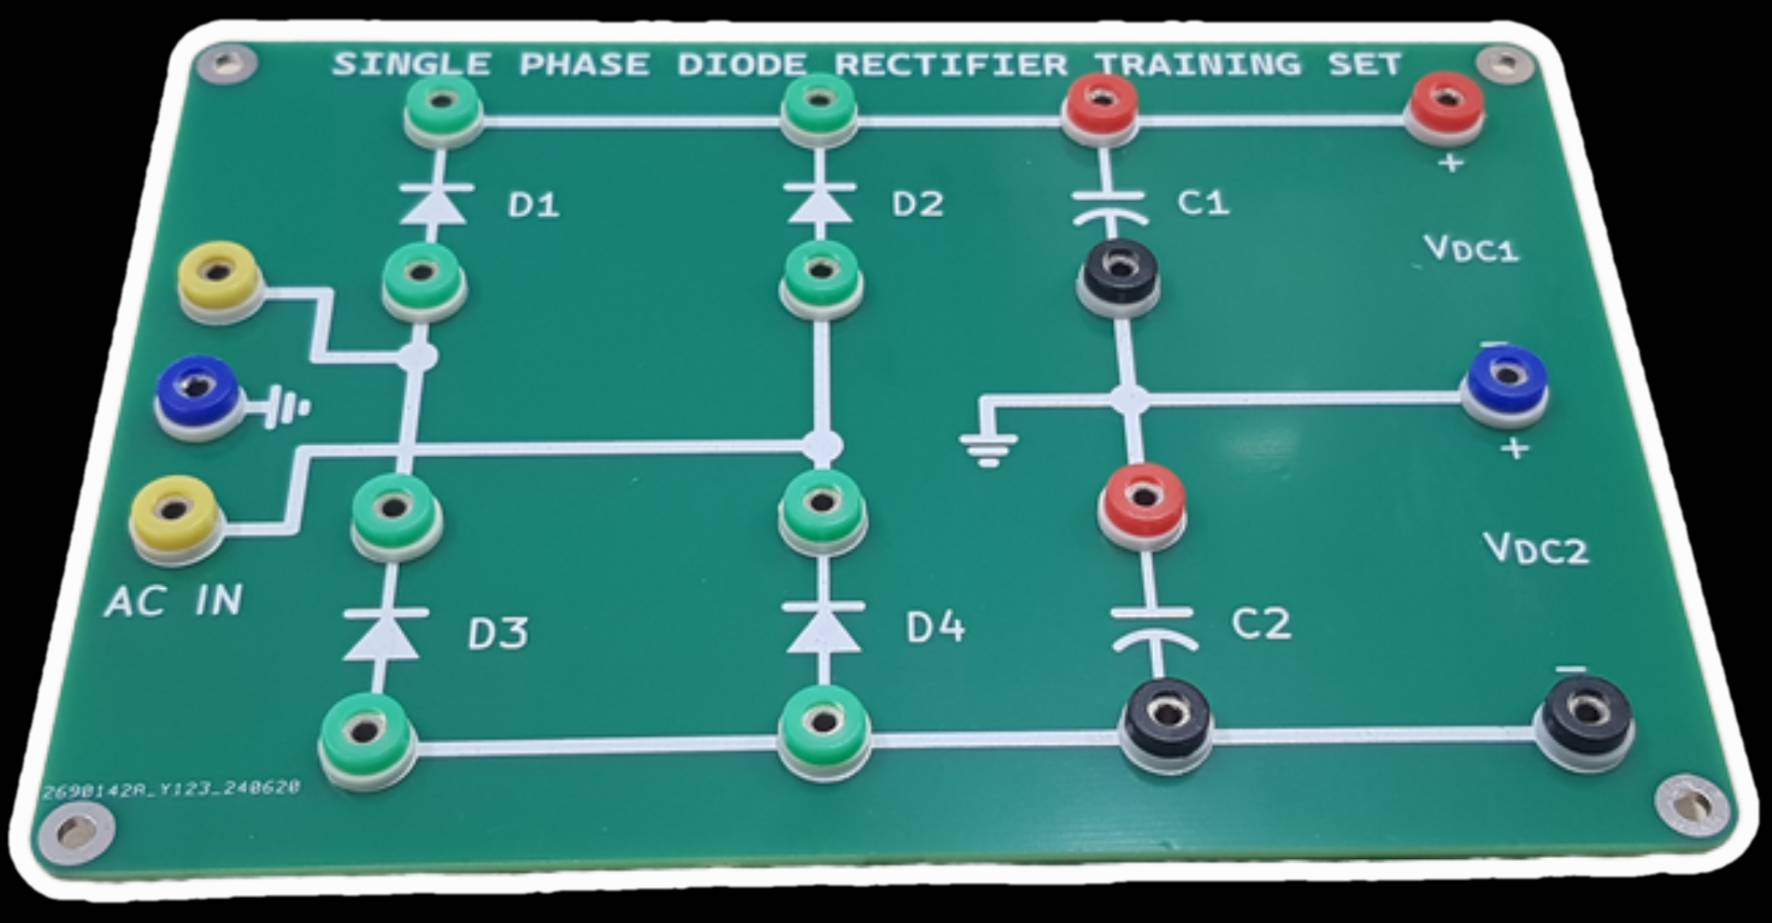 SINGLE PHASE DIODE RECTIFIER TRAINING SET
D1
D2
C1
+
VDC1
−
+
AC IN
VDC2
D3
D4
C2
−
2690142A_Y123_240620